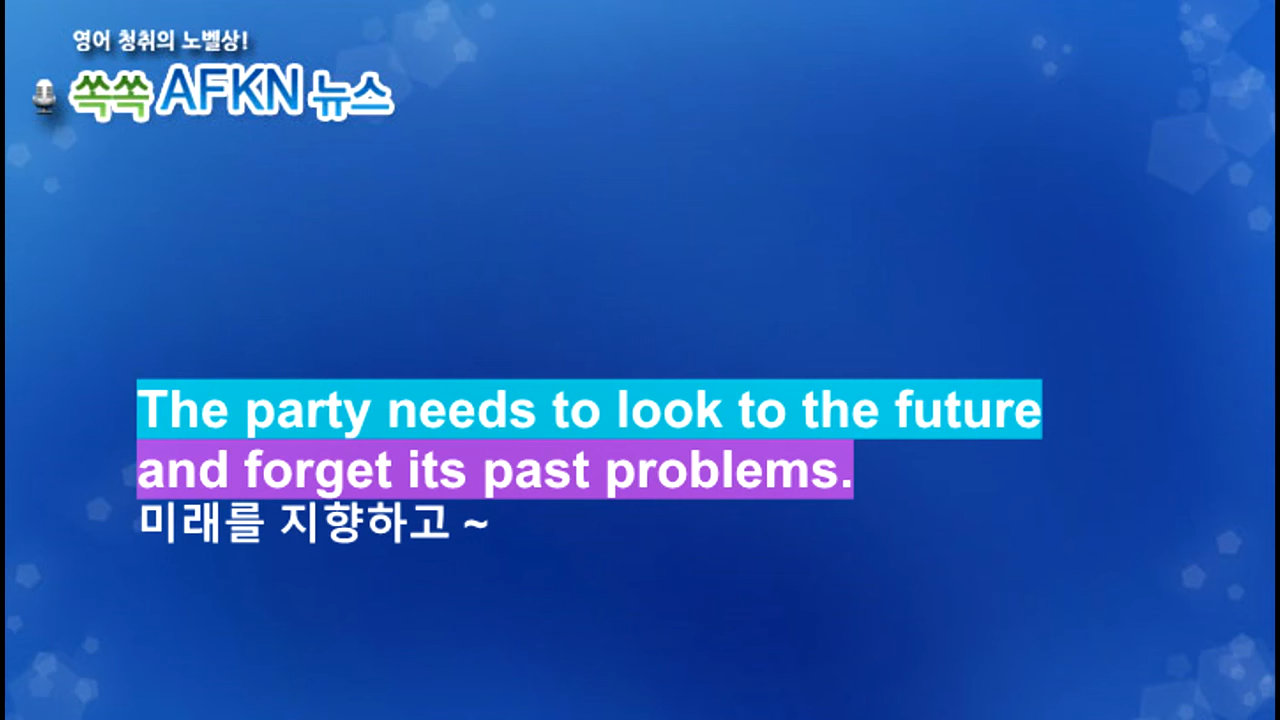 영어 청취의 노벨상!
쏙쏙 AFKN 뉴스
The party needs to look to the future
and forget its past problems.
미래를 지향하고 ~